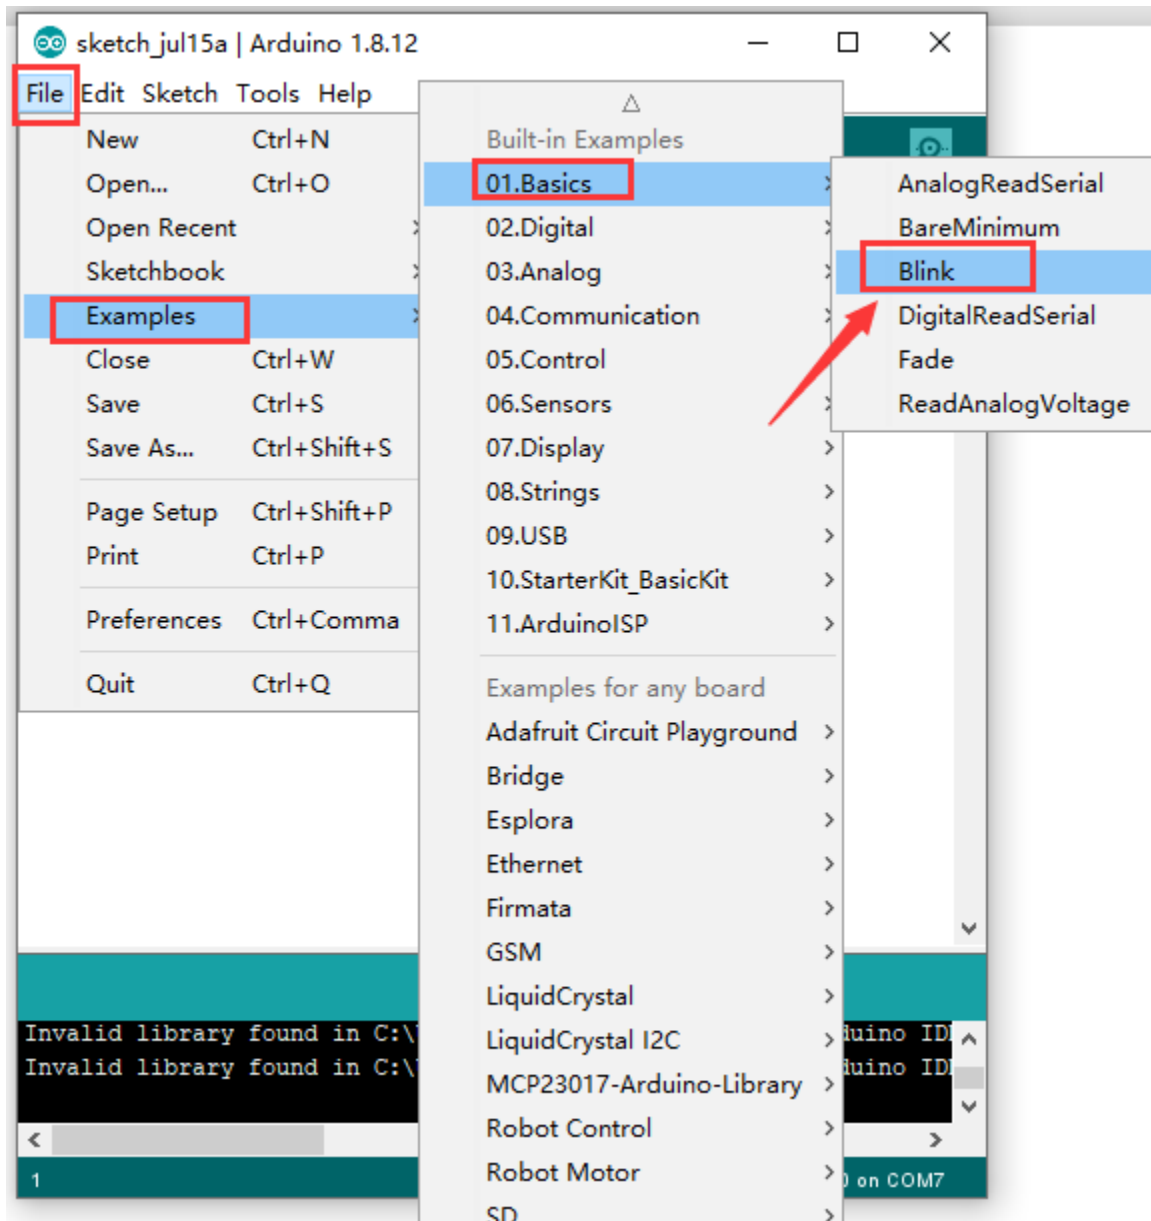 sketch_jul15a | Arduino 1.8.12
File Edit Sketch Tools Help
New Ctrl+N
Open... Ctrl+O
Open Recent
Sketchbook
Examples
Close Ctrl+W
Save Ctrl+S
Save As... Ctrl+Shift+S
Page Setup Ctrl+Shift+P
Print Ctrl+P
Preferences Ctrl+Comma
Quit Ctrl+Q
Built-in Examples
01.Basics
02.Digital
03.Analog
04.Communication
05.Control
06.Sensors
07.Display
08.Strings
09.USB
10.StarterKit_BasicKit
11.ArduinoISP
Examples for any board
Adafruit Circuit Playground
Bridge
Esplora
Ethernet
Firmata
GSM
LiquidCrystal
LiquidCrystal I2C
MCP23017-Arduino-Library
Robot Control
Robot Motor
SD
AnalogReadSerial
BareMinimum
Blink
DigitalReadSerial
Fade
ReadAnalogVoltage
Invalid library found in C:\
Invalid library found in C:\
1
on COM7